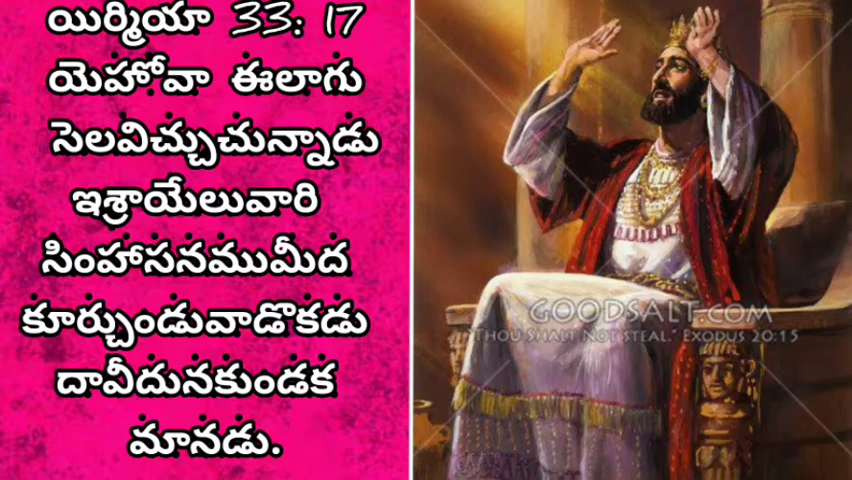 యిర్మియా 33: 17
యెహోవా ఈలాగు
సెలవిచ్చుచున్నాడు
ఇశ్రాయేలువారి
సింహాసనముమీద
కూర్చుండువాడొకడు
దావీదునకుండక
మానడు.
GOODSALT.COM
"THOU SHALT NOT STEAL." EXODUS 20:15